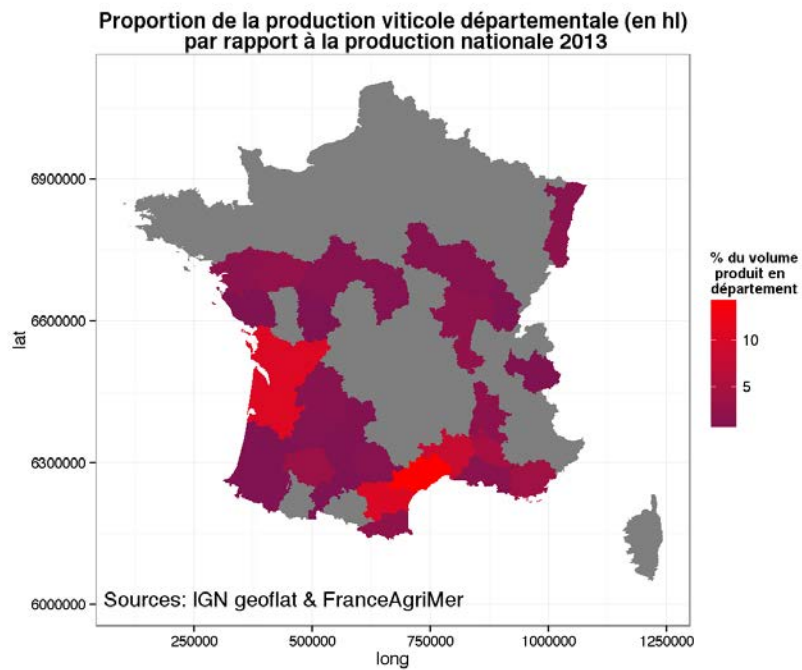 Proportion de la production viticole départementale (en hl)
par rapport à la production nationale 2013
6900000
6600000
6300000
6000000
lat
% du volume
produit en
département
10
5
Sources: IGN geoflat & FranceAgriMer
250000
500000
750000
1000000
1250000
long